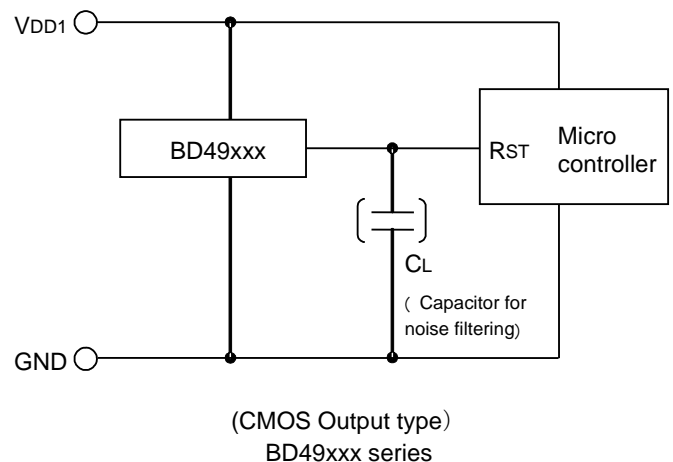 VDD1
BD49xxx
RST
Micro
controller
CL
( Capacitor for
noise filtering)
GND
(CMOS Output type）
BD49xxx series